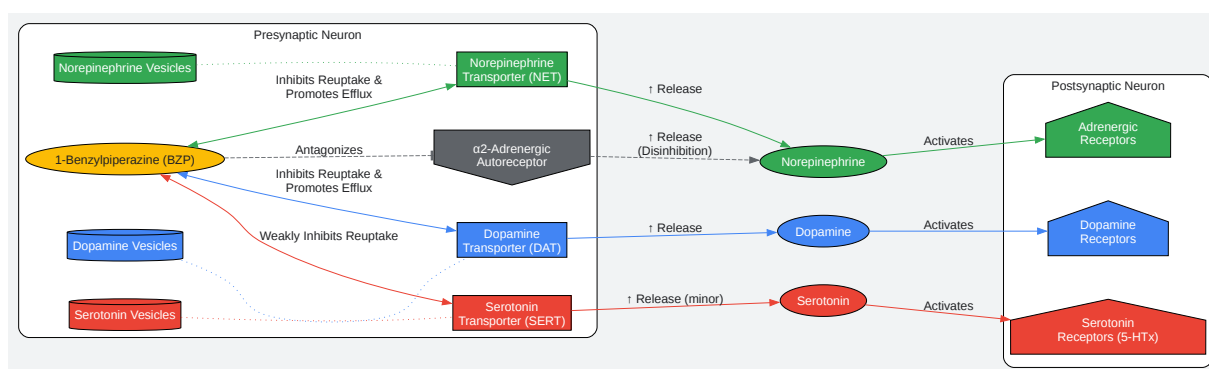 Presynaptic Neuron
Norepinephrine Vesicles
Norepinephrine
Transporter (NET)
Inhibits Reuptake &
Promotes Efflux
↑ Release
Postsynaptic Neuron
Adrenergic
Receptors
1-Benzylpiperazine (BZP)
Antagonizes
α2-Adrenergic
Autoreceptor
↑ Release
(Disinhibition)
Norepinephrine
Activates
Inhibits Reuptake &
Promotes Efflux
Weakly Inhibits Reuptake
Dopamine Vesicles
Dopamine
Transporter (DAT)
↑ Release
Dopamine
Activates
Dopamine
Receptors
Serotonin Vesicles
Serotonin
Transporter (SERT)
↑ Release (minor)
Serotonin
Activates
Serotonin
Receptors (5-HTx)